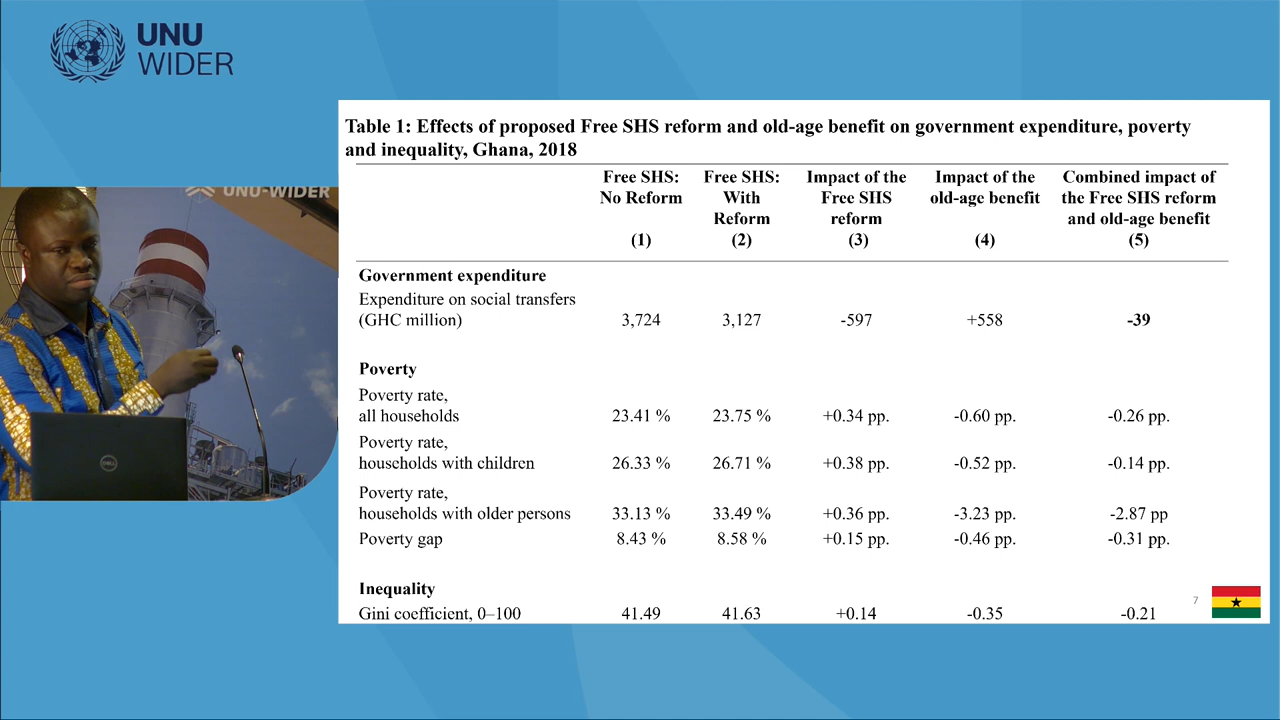 UNU
WIDER
UNU-WIDER
Table 1: Effects of proposed Free SHS reform and old-age benefit on government expenditure, poverty
and inequality, Ghana, 2018
Free SHS: No Reform (1) Free SHS: With Reform (2) Impact of the Free SHS reform (3) Impact of the old-age benefit (4) Combined impact of the Free SHS reform and old-age benefit (5)
Government expenditure
Expenditure on social transfers
(GHC million) 3,724 3,127 -597 +558 -39
Poverty
Poverty rate,
all households 23.41 % 23.75 % +0.34 pp. -0.60 pp. -0.26 pp.
Poverty rate,
households with children 26.33 % 26.71 % +0.38 pp. -0.52 pp. -0.14 pp.
Poverty rate,
households with older persons 33.13 % 33.49 % +0.36 pp. -3.23 pp. -2.87 pp
Poverty gap 8.43 % 8.58 % +0.15 pp. -0.46 pp. -0.31 pp.
Inequality
Gini coefficient, 0–100 41.49 41.63 +0.14 -0.35 -0.21
7
DELL